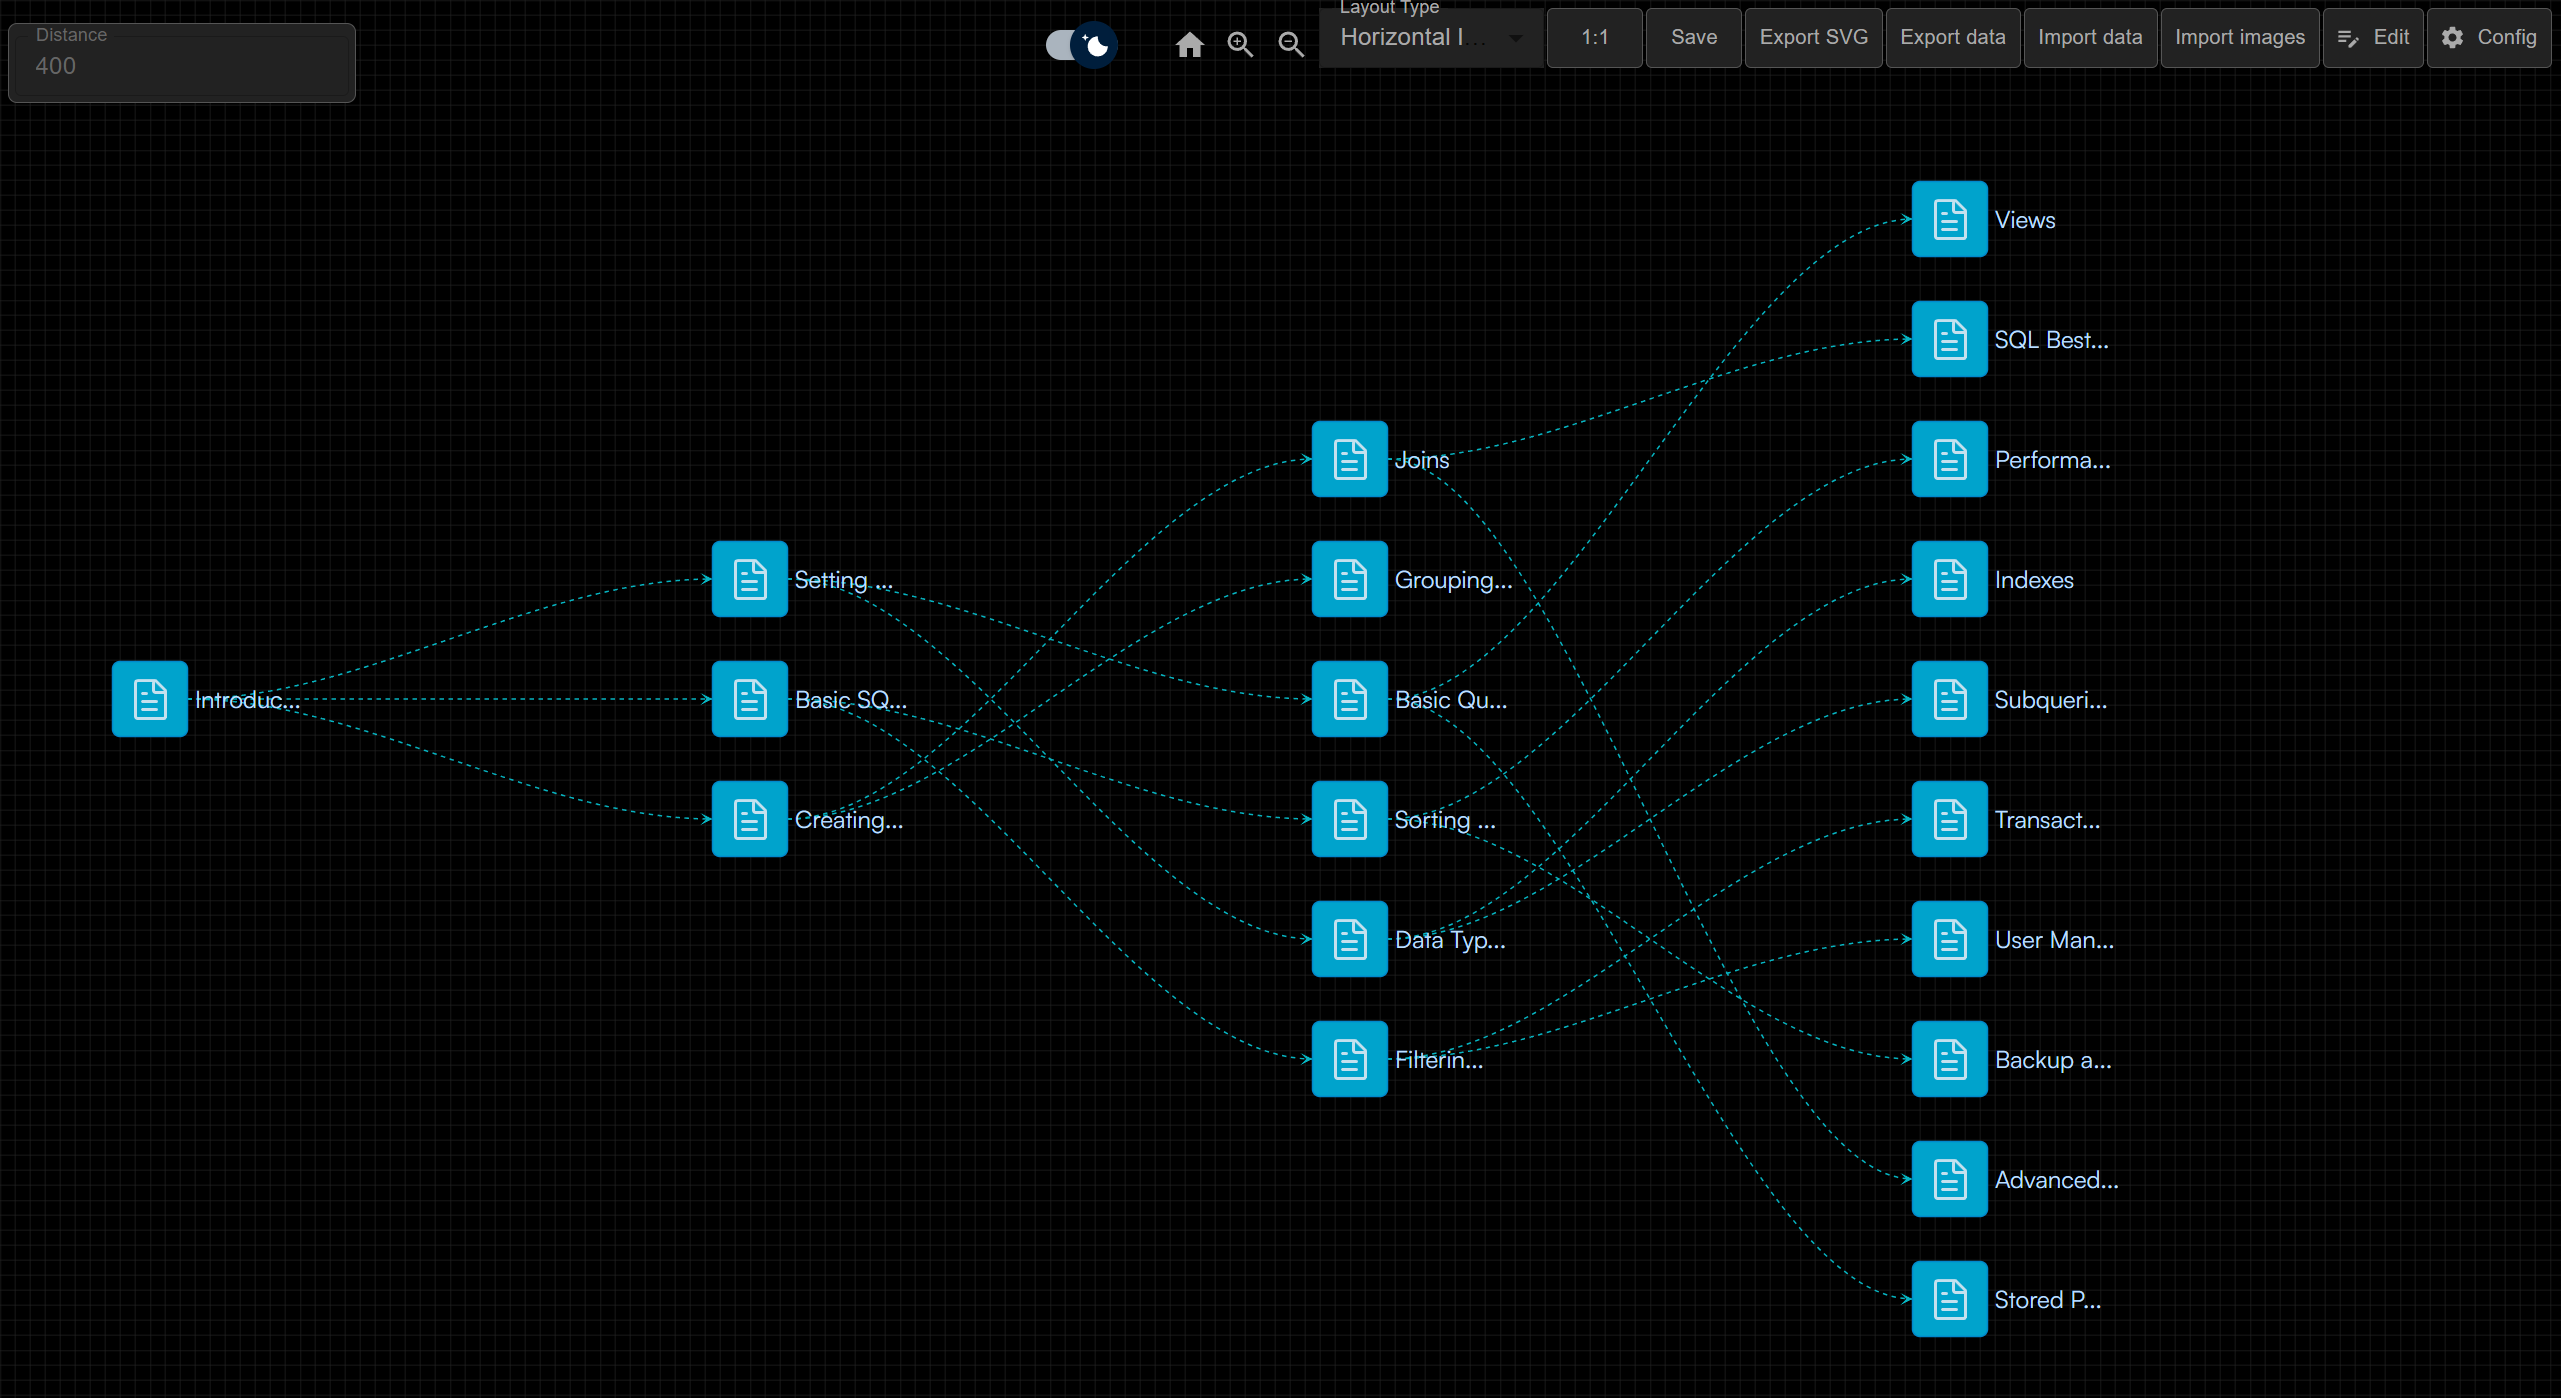 Distance
400
Layout Type
Horizontal l...
1:1
Save
Export SVG
Export data
Import data
Import images
Edit
Config
Introduc...
Setting ...
Basic SQ...
Creating...
Joins
Grouping...
Basic Qu...
Sorting ...
Data Typ...
Filterin...
Views
SQL Best...
Performa...
Indexes
Subqueri...
Transact...
User Man...
Backup a...
Advanced...
Stored P...